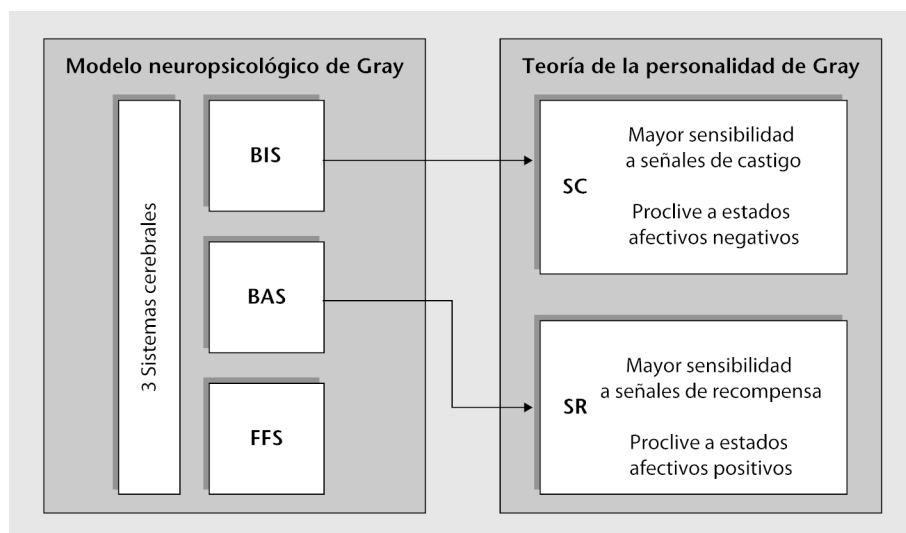 Modelo neuropsicológico de Gray
3 Sistemas cerebrales
BIS
BAS
FFS
Teoría de la personalidad de Gray
SC
Mayor sensibilidad
a señales de castigo
Proclive a estados
afectivos negativos
SR
Mayor sensibilidad
a señales de recompensa
Proclive a estados
afectivos positivos